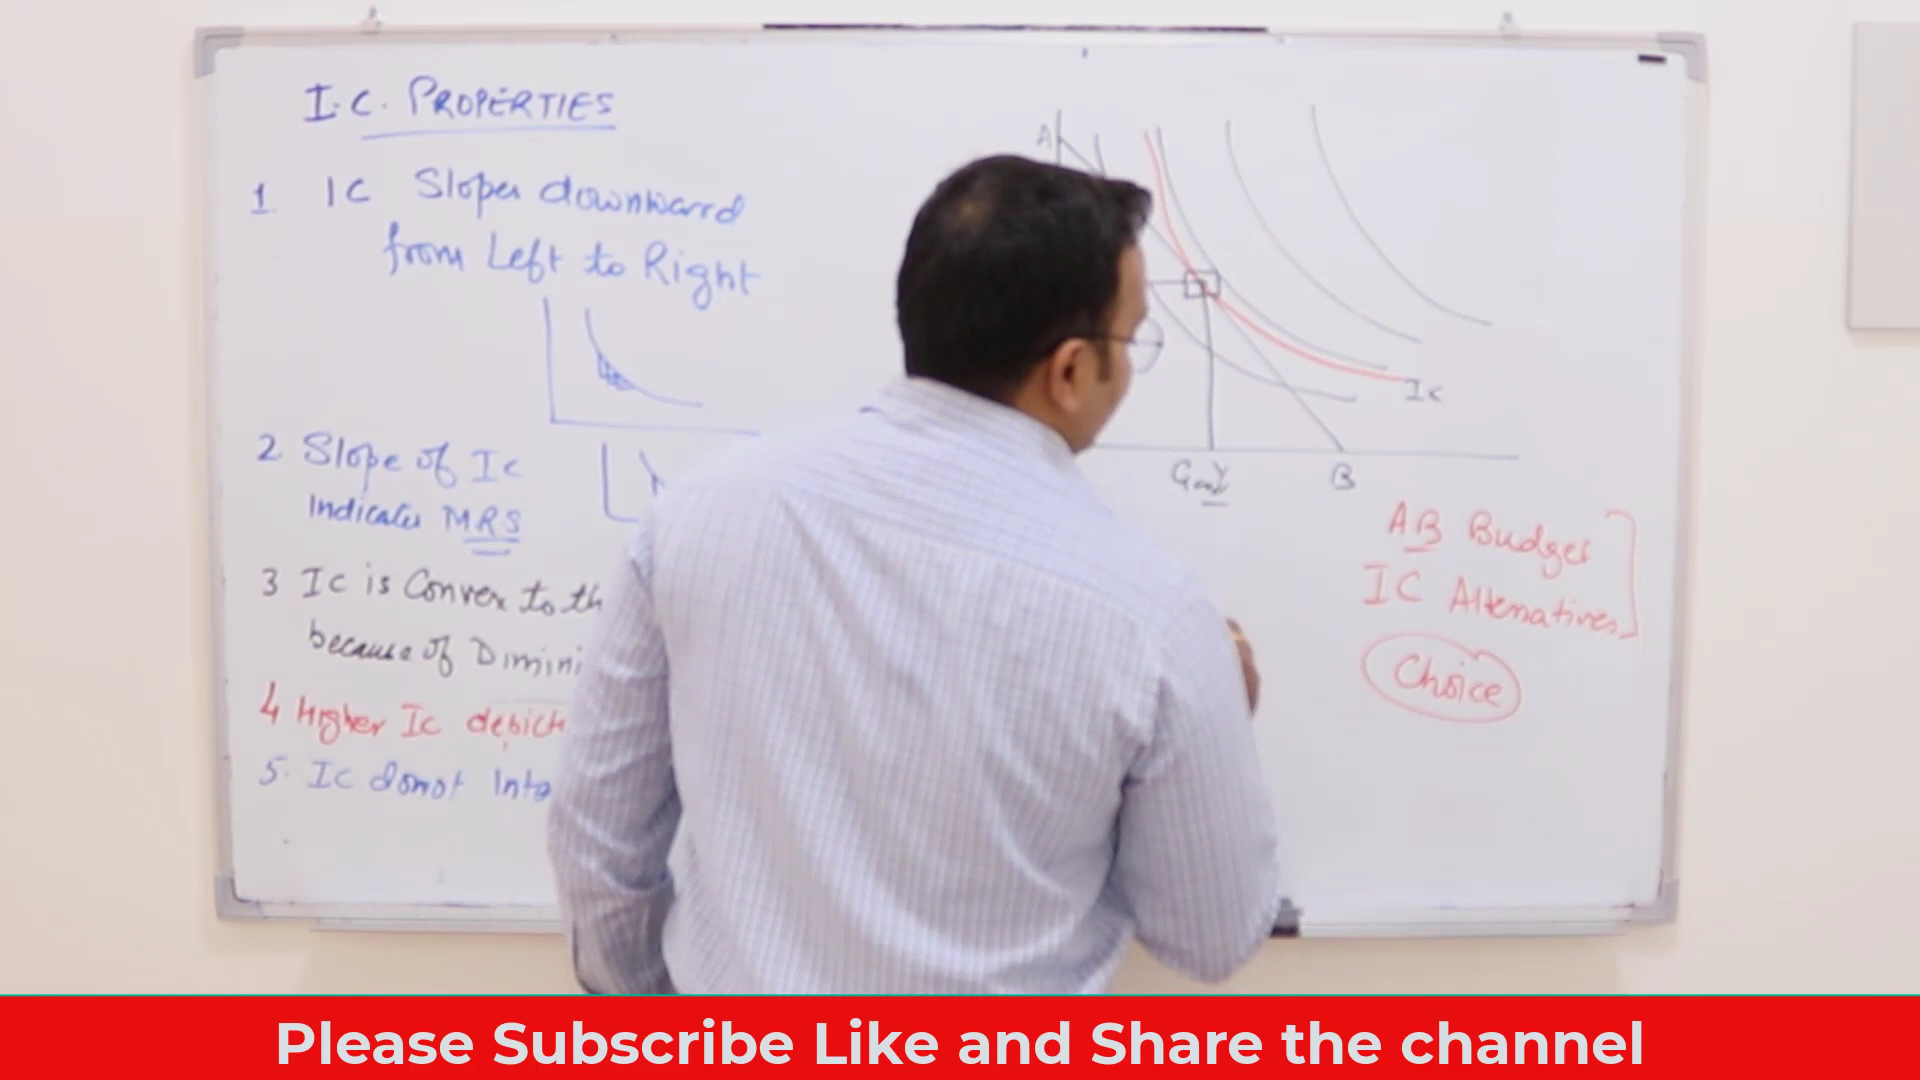 I.C. PROPERTIES
1. IC Slopes downward
from Left to Right
2 Slope of Ic
Indicates MRS
3 Ic is Convex to th
because of Dimini
4 Higher Ic depict
5. Ic donot Inte
A
Ic
Good Y
B
AB Budget
IC Alternatives
Choice
Please Subscribe Like and Share the channel